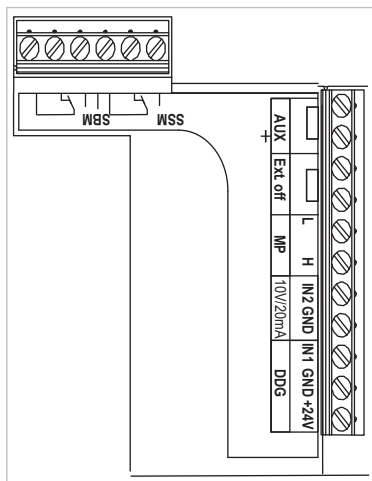 SBM
SSM
AUX
+
Ext off
MP
L
H
10V/20mA
IN2 GND
DDG
IN1 GND +24V